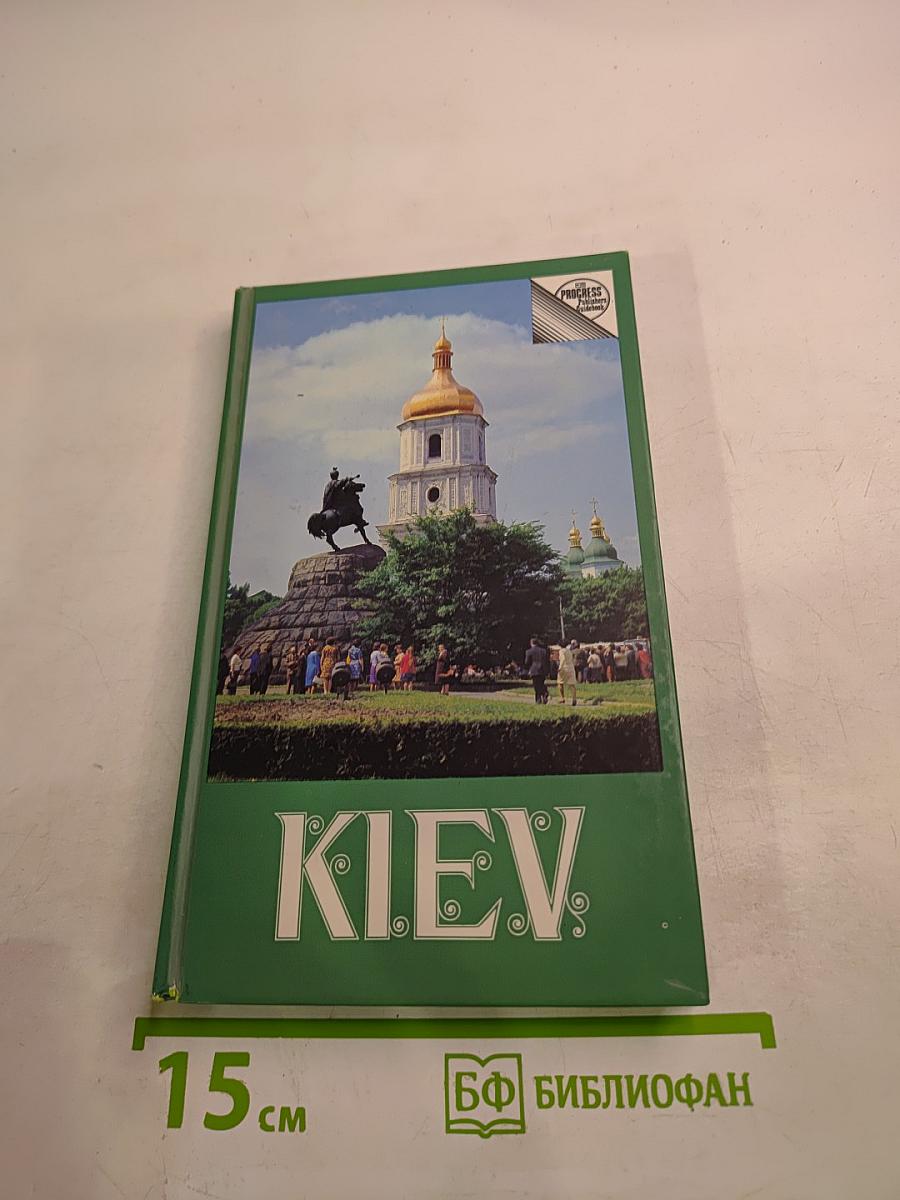 PROGRESS
Publishers
Guidebook
KIEV
15 см
БФ БИБЛИОФАН